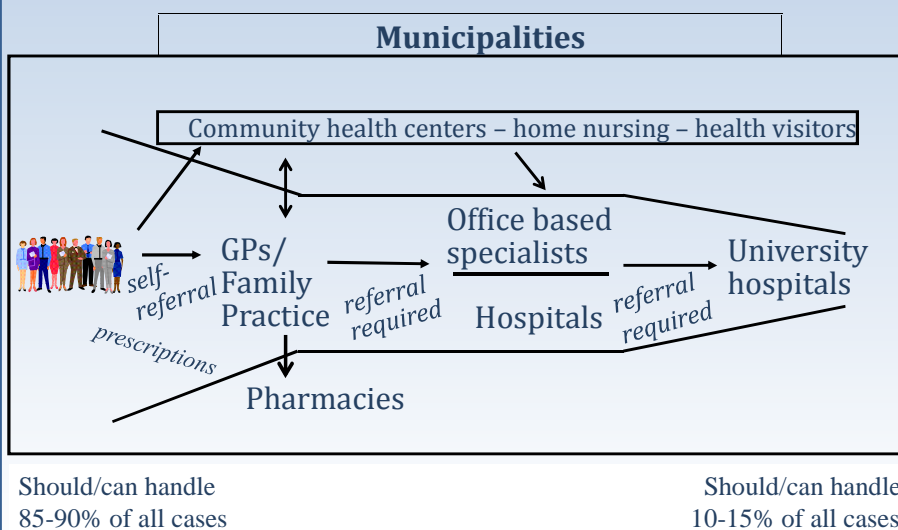 Municipalities
Community health centers – home nursing – health visitors
GPs/
Family
Practice
self-
referral
prescriptions
referral
required
Office based
specialists
Hospitals
referral
required
University
hospitals
Pharmacies
Should/can handle
85-90% of all cases
Should/can handle
10-15% of all cases